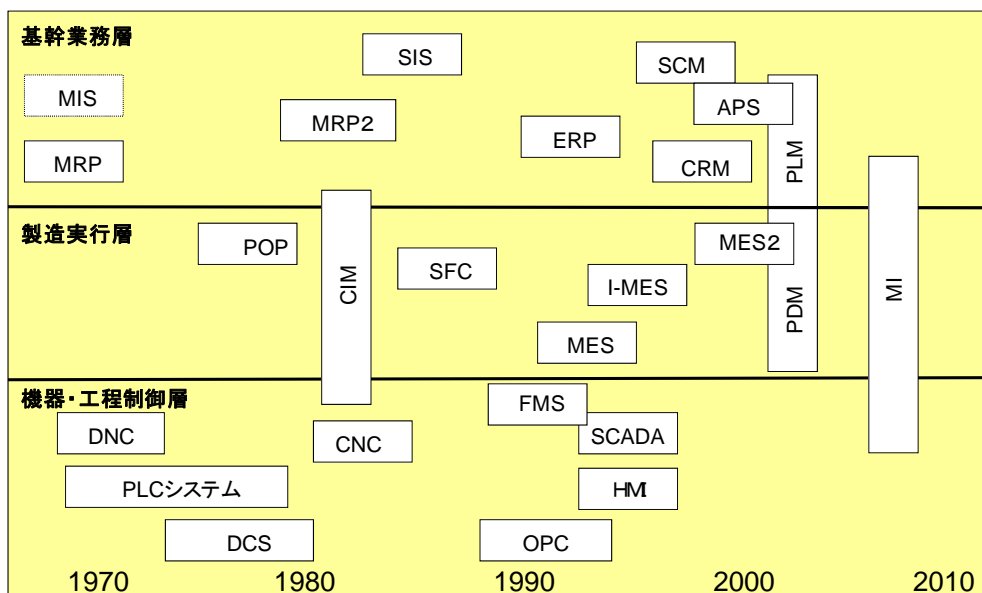 基幹業務層
SIS
SCM
MIS
APS
MRP2
ERP
MRP
CRM
PLM
製造実行層
POP
MES2
SFC
CIM
I-MES
MI
PDM
MES
機器・工程制御層
FMS
DNC
CNC
SCADA
PLCシステム
HMI
DCS
OPC
1970
1980
1990
2000
2010